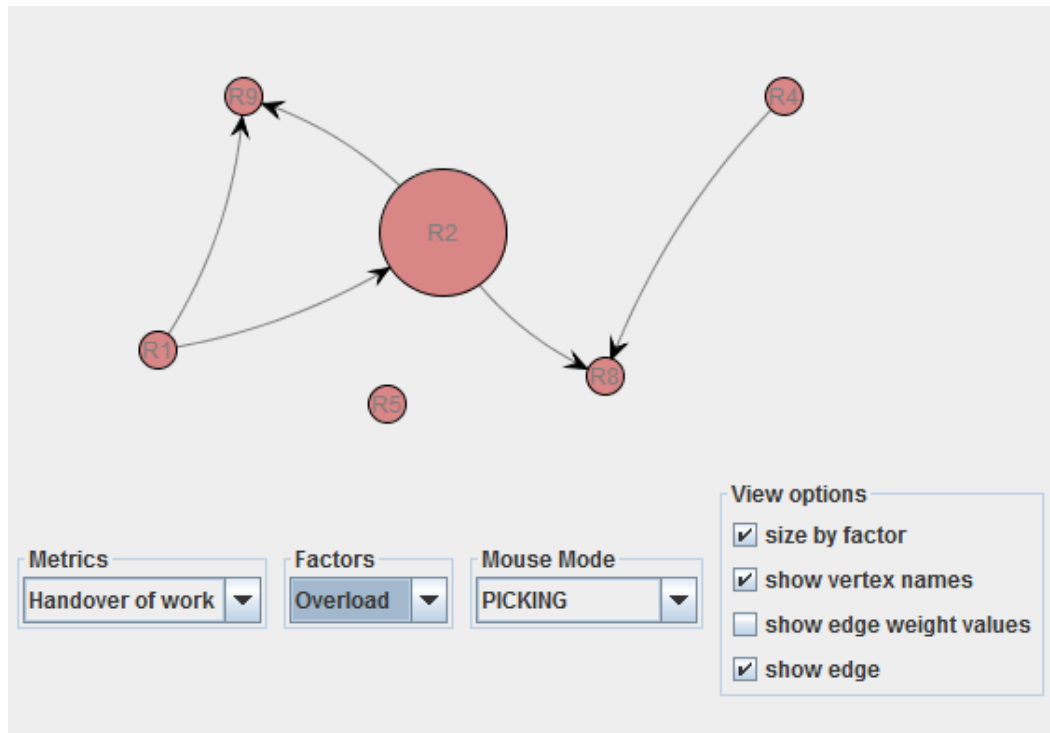 R9
R4
R2
R1
R8
R5
View options
size by factor
Metrics
Factors
Mouse Mode
show vertex names
Handover of work
Overload
PICKING
show edge weight values
show edge